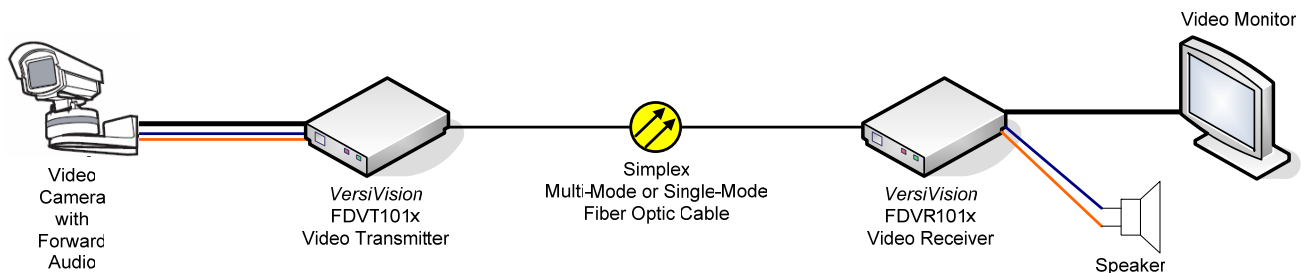 Video Monitor
Video
Camera
with
Forward
Audio
VersiVision
FDVT101x
Video Transmitter
Simplex
Multi-Mode or Single-Mode
Fiber Optic Cable
VersiVision
FDVR101x
Video Receiver
Speaker